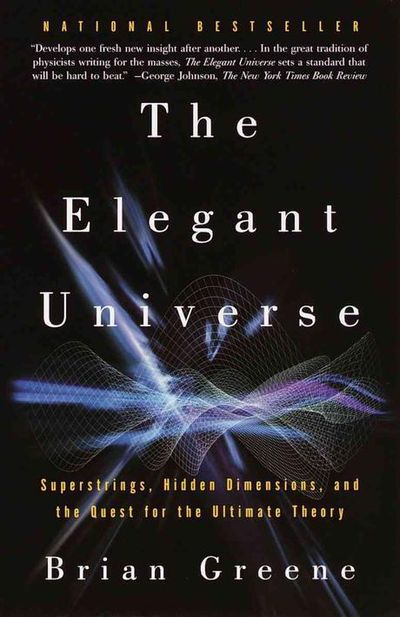 NATIONAL BESTSELLER
“Develops one fresh new insight after another. . . . In the great tradition of
physicists writing for the masses, The Elegant Universe sets a standard that
will be hard to beat.” —George Johnson, The New York Times Book Review
The
Elegant
Universe
Superstrings, Hidden Dimensions, and
the Quest for the Ultimate Theory
Brian Greene